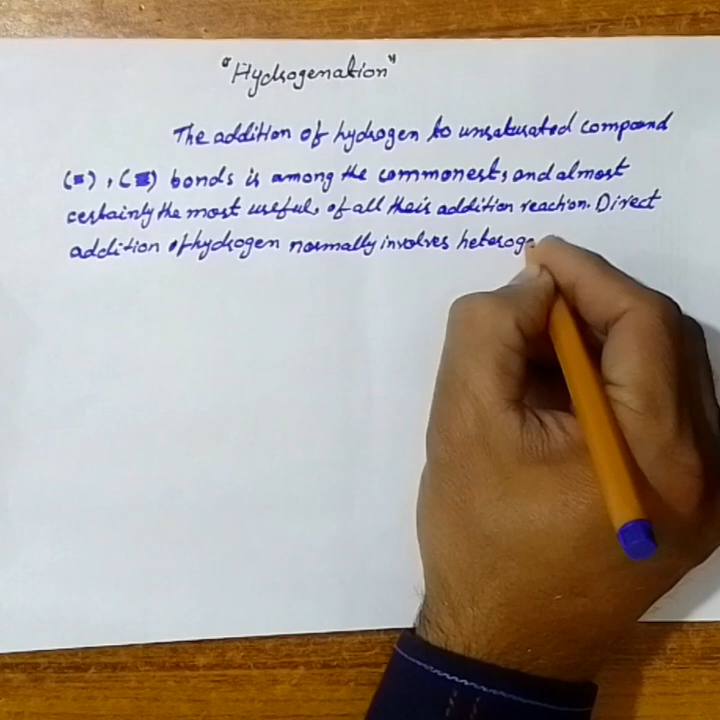 "Hydrogenation"
The addition of hydrogen to unsaturated compound
(=), (≡) bonds is among the commonest, and almost
certainly the most useful, of all their addition reaction. Direct
addition of hydrogen normally involves heteroge